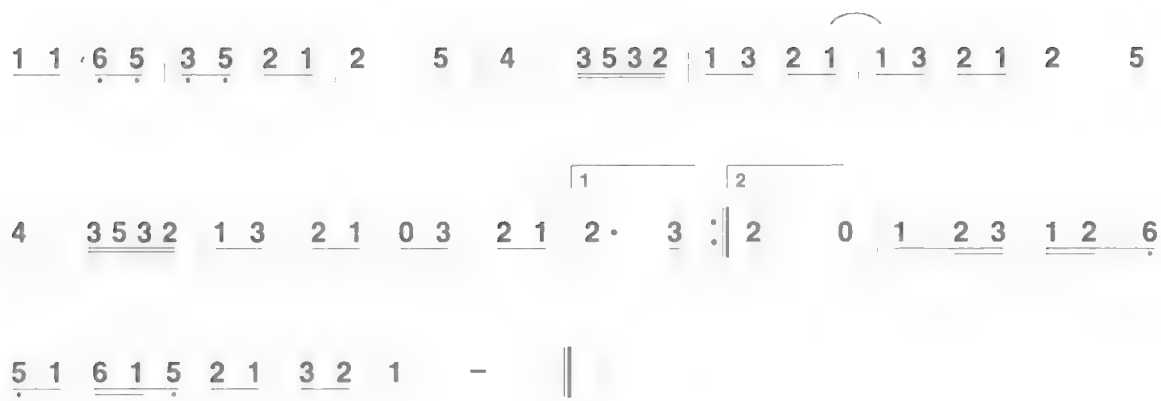 1 1 6̣ 5̣ | 3̣ 5̣ 2 1 | 2 5 4 3 5 3 2 | 1 3 2 1 | 1 3 2 1 2 5
1 2
4 3 5 3 2 1 3 2 1 0 3 2 1 2· 3 :‖ 2 0 | 1 2 3 1 2 6̣
5̣ 1 6̣ 1 5̣ 2 1 3 2 1 – ‖